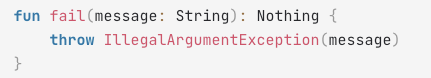 fun fail(message: String): Nothing {
    throw IllegalArgumentException(message)
}